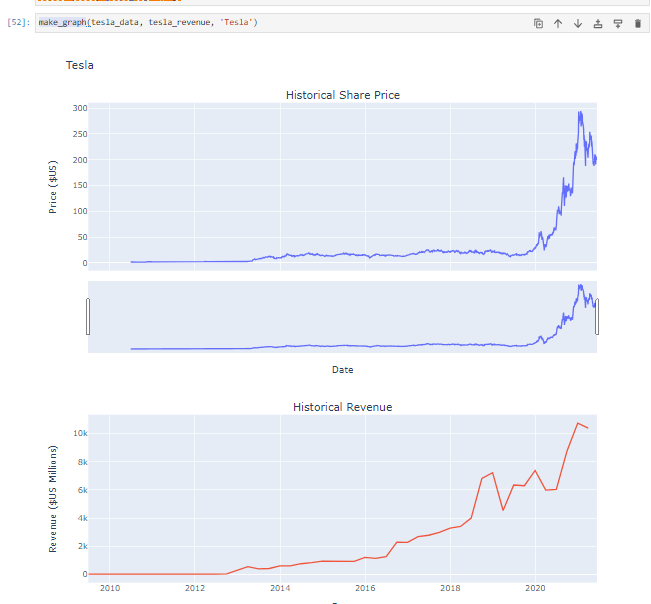 [52]: make_graph(tesla_data, tesla_revenue, 'Tesla')
Tesla
Historical Share Price
300
250
200
150
100
50
0
Price ($US)
Date
Historical Revenue
10k
8k
6k
4k
2k
0
Revenue ($US Millions)
2010 2012 2014 2016 2018 2020